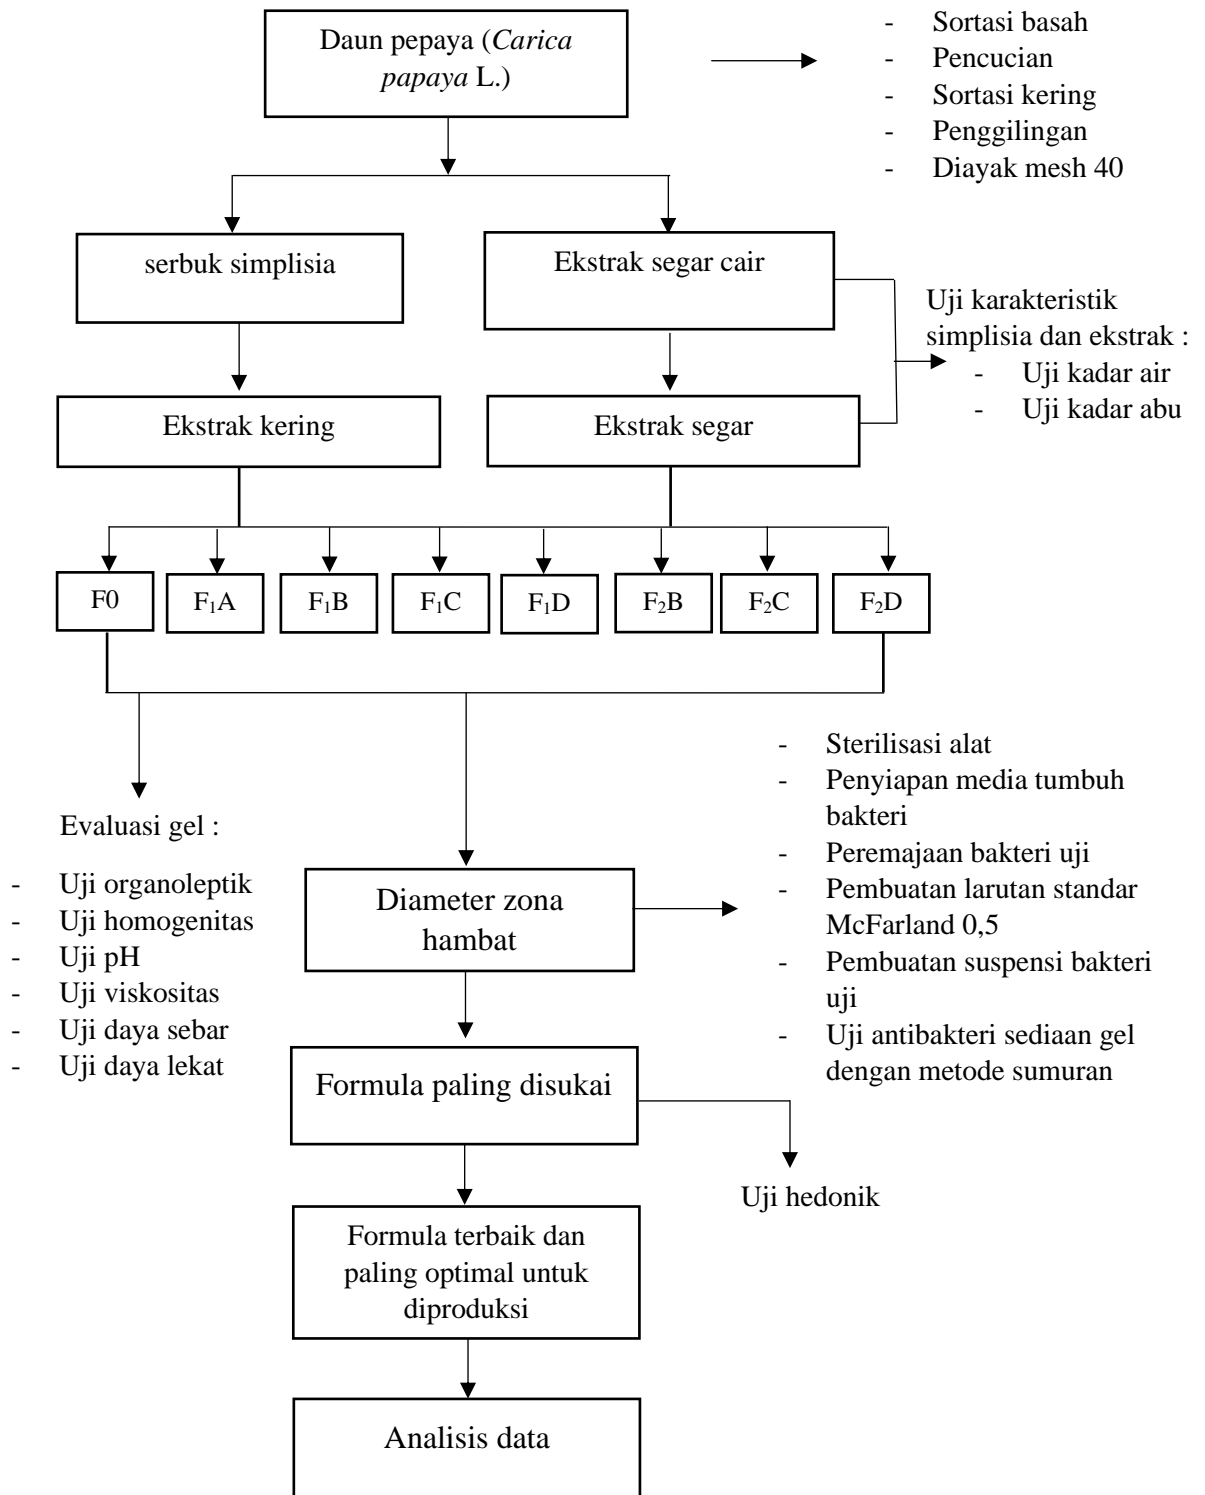 Daun pepaya (Carica
papaya L.)
- Sortasi basah
- Pencucian
- Sortasi kering
- Penggilingan
- Diayak mesh 40
serbuk simplisia
Ekstrak segar cair
Uji karakteristik
simplisia dan ekstrak :
- Uji kadar air
- Uji kadar abu
Ekstrak kering
Ekstrak segar
F0
F₁A
F₁B
F₁C
F₁D
F₂B
F₂C
F₂D
Evaluasi gel :
- Uji organoleptik
- Uji homogenitas
- Uji pH
- Uji viskositas
- Uji daya sebar
- Uji daya lekat
Diameter zona
hambat
- Sterilisasi alat
- Penyiapan media tumbuh
bakteri
- Peremajaan bakteri uji
- Pembuatan larutan standar
McFarland 0,5
- Pembuatan suspensi bakteri
uji
- Uji antibakteri sediaan gel
dengan metode sumuran
Formula paling disukai
Uji hedonik
Formula terbaik dan
paling optimal untuk
diproduksi
Analisis data